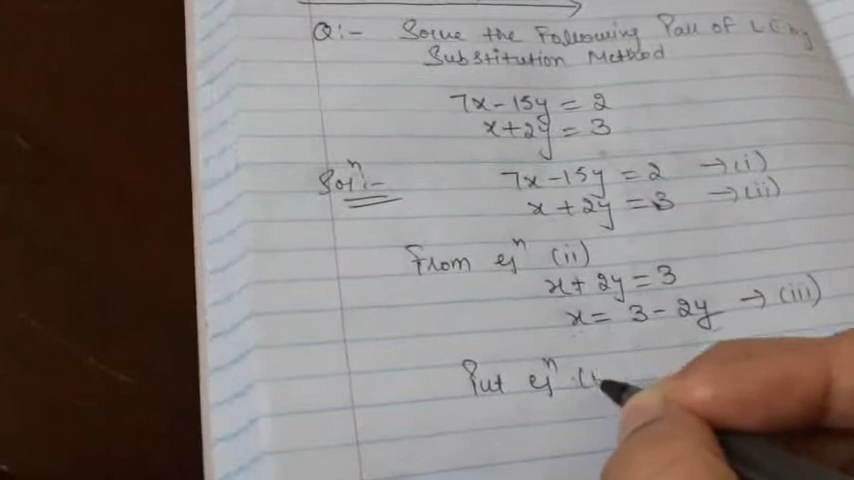 Q:- Solve the Following Pair of LE by
Substitution Method
7x-15y = 2
x+2y = 3
Solⁿ:- 7x-15y = 2 →(i)
x+2y = 3 →(ii)
From eqⁿ (ii)
x+2y=3
x= 3-2y → (iii)
Put eqⁿ (i